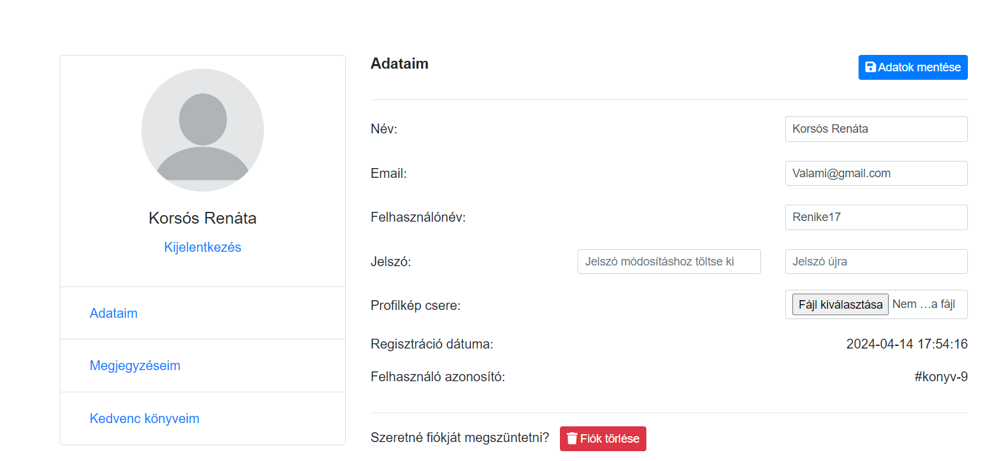 Korsós Renáta
Kijelentkezés
Adataim
Megjegyzéseim
Kedvenc könyveim
Adataim
Adatok mentése
Név:
Korsós Renáta
Email:
Valami@gmail.com
Felhasználónév:
Renike17
Jelszó:
Jelszó módosításhoz töltse ki
Jelszó újra
Profilkép csere:
Fájl kiválasztása Nem …a fájl
Regisztráció dátuma:
2024-04-14 17:54:16
Felhasználó azonosító:
#konyv-9
Szeretné fiókját megszüntetni?
Fiók törlése